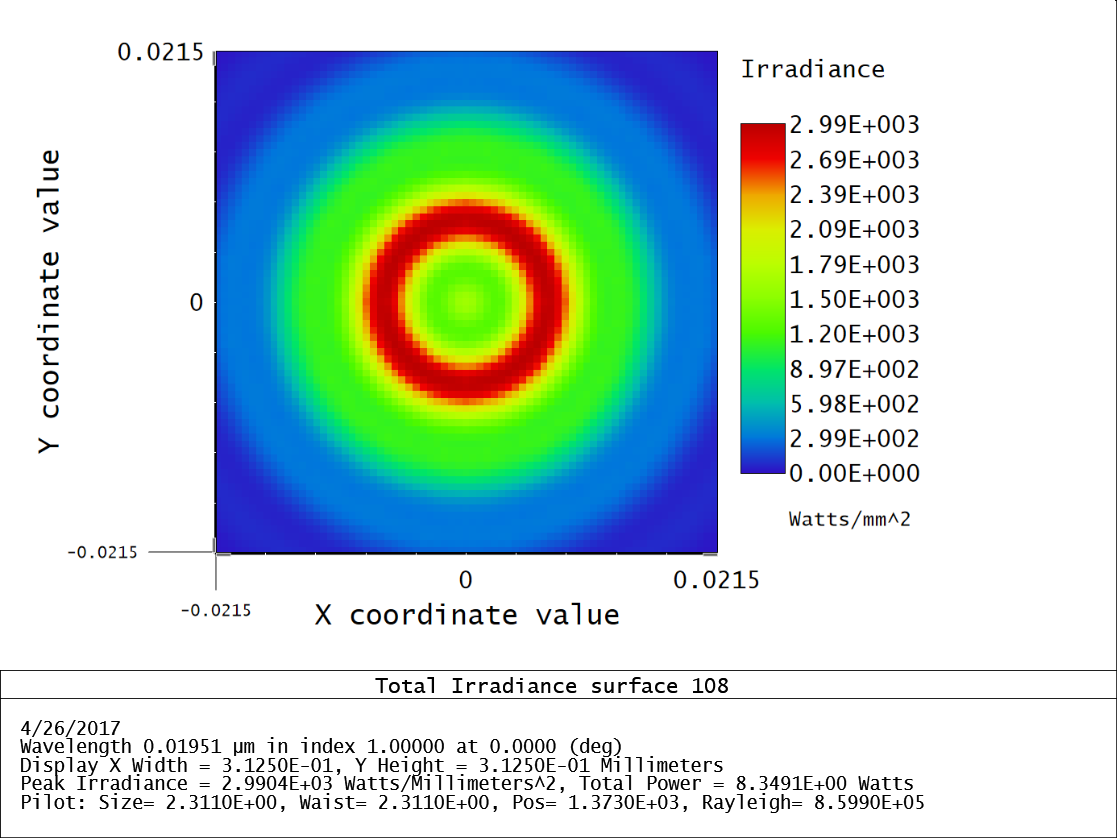 0.0215
Irradiance
2.99E+003
2.69E+003
2.39E+003
2.09E+003
1.79E+003
1.50E+003
1.20E+003
8.97E+002
5.98E+002
2.99E+002
0.00E+000
Watts/mm^2
Y coordinate value
0
-0.0215
-0.0215
0
0.0215
X coordinate value
Total Irradiance surface 108
4/26/2017
Wavelength 0.01951 µm in index 1.00000 at 0.0000 (deg)
Display X Width = 3.1250E-01, Y Height = 3.1250E-01 Millimeters
Peak Irradiance = 2.9904E+03 Watts/Millimeters^2, Total Power = 8.3491E+00 Watts
Pilot: Size= 2.3110E+00, Waist= 2.3110E+00, Pos= 1.3730E+03, Rayleigh= 8.5990E+05